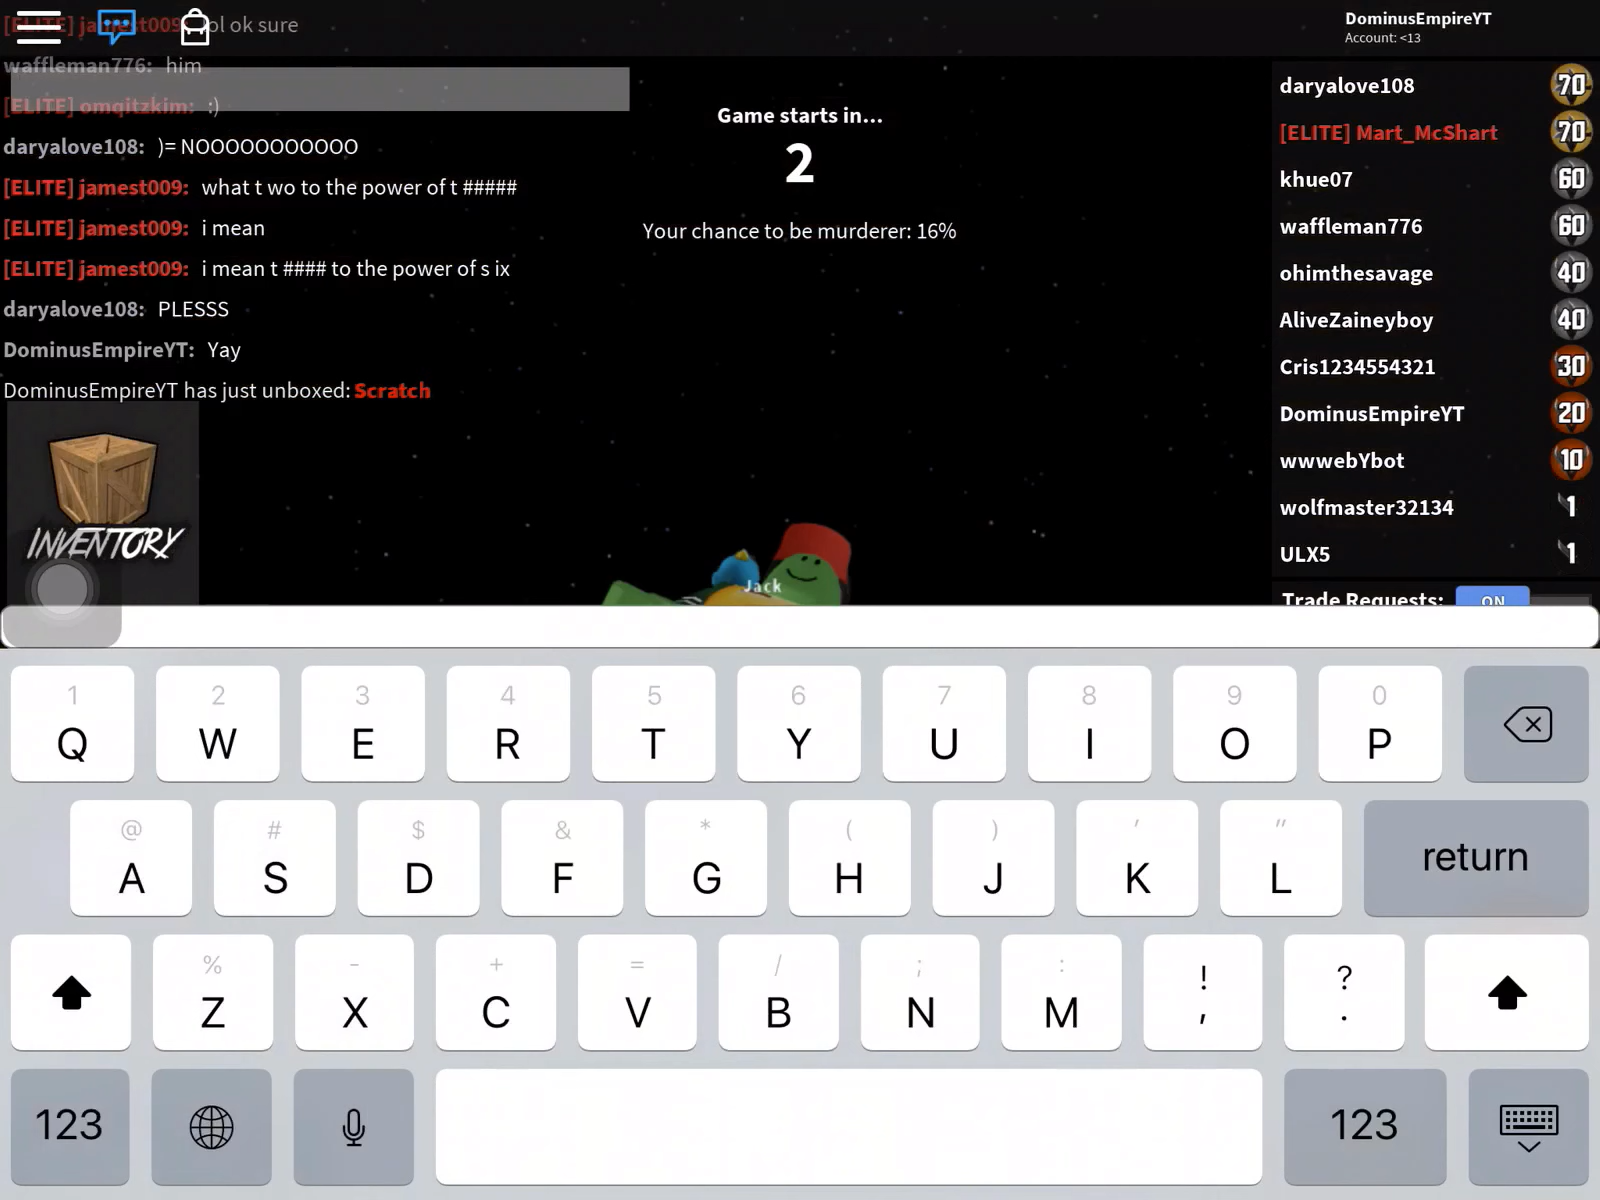 [ELITE] jamest009: lol ok sure
waffleman776: him
[ELITE] omqitzkim: :)
daryalove108: )= NOOOOOOOOOOO
[ELITE] jamest009: what t wo to the power of t #####
[ELITE] jamest009: i mean
[ELITE] jamest009: i mean t #### to the power of s ix
daryalove108: PLESSS
DominusEmpireYT: Yay
DominusEmpireYT has just unboxed: Scratch
INVENTORY
Game starts in...
2
Your chance to be murderer: 16%
Jack
DominusEmpireYT
Account: <13
daryalove108 70
[ELITE] Mart_McShart 70
khue07 60
waffleman776 60
ohimthesavage 40
AliveZaineyboy 40
Cris1234554321 30
DominusEmpireYT 20
wwwebYbot 10
wolfmaster32134 1
ULX5 1
Trade Requests: ON
1 2 3 4 5 6 7 8 9 0
Q W E R T Y U I O P
@ # $ & * ( ) ' "
A S D F G H J K L return
% - + = / ; : ! ?
Z X C V B N M , .
123 123